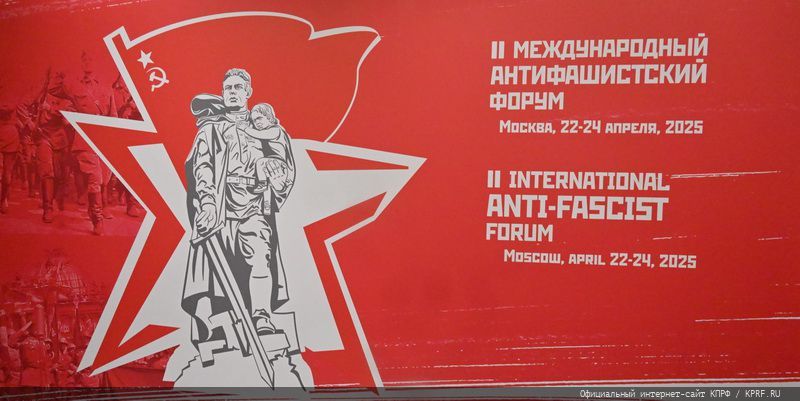 II МЕЖДУНАРОДНЫЙ
АНТИФАШИСТСКИЙ
ФОРУМ
Москва, 22-24 апреля, 2025
II INTERNATIONAL
ANTI-FASCIST
FORUM
Moscow, april 22-24, 2025
Официальный интернет-сайт КПРФ / KPRF.RU